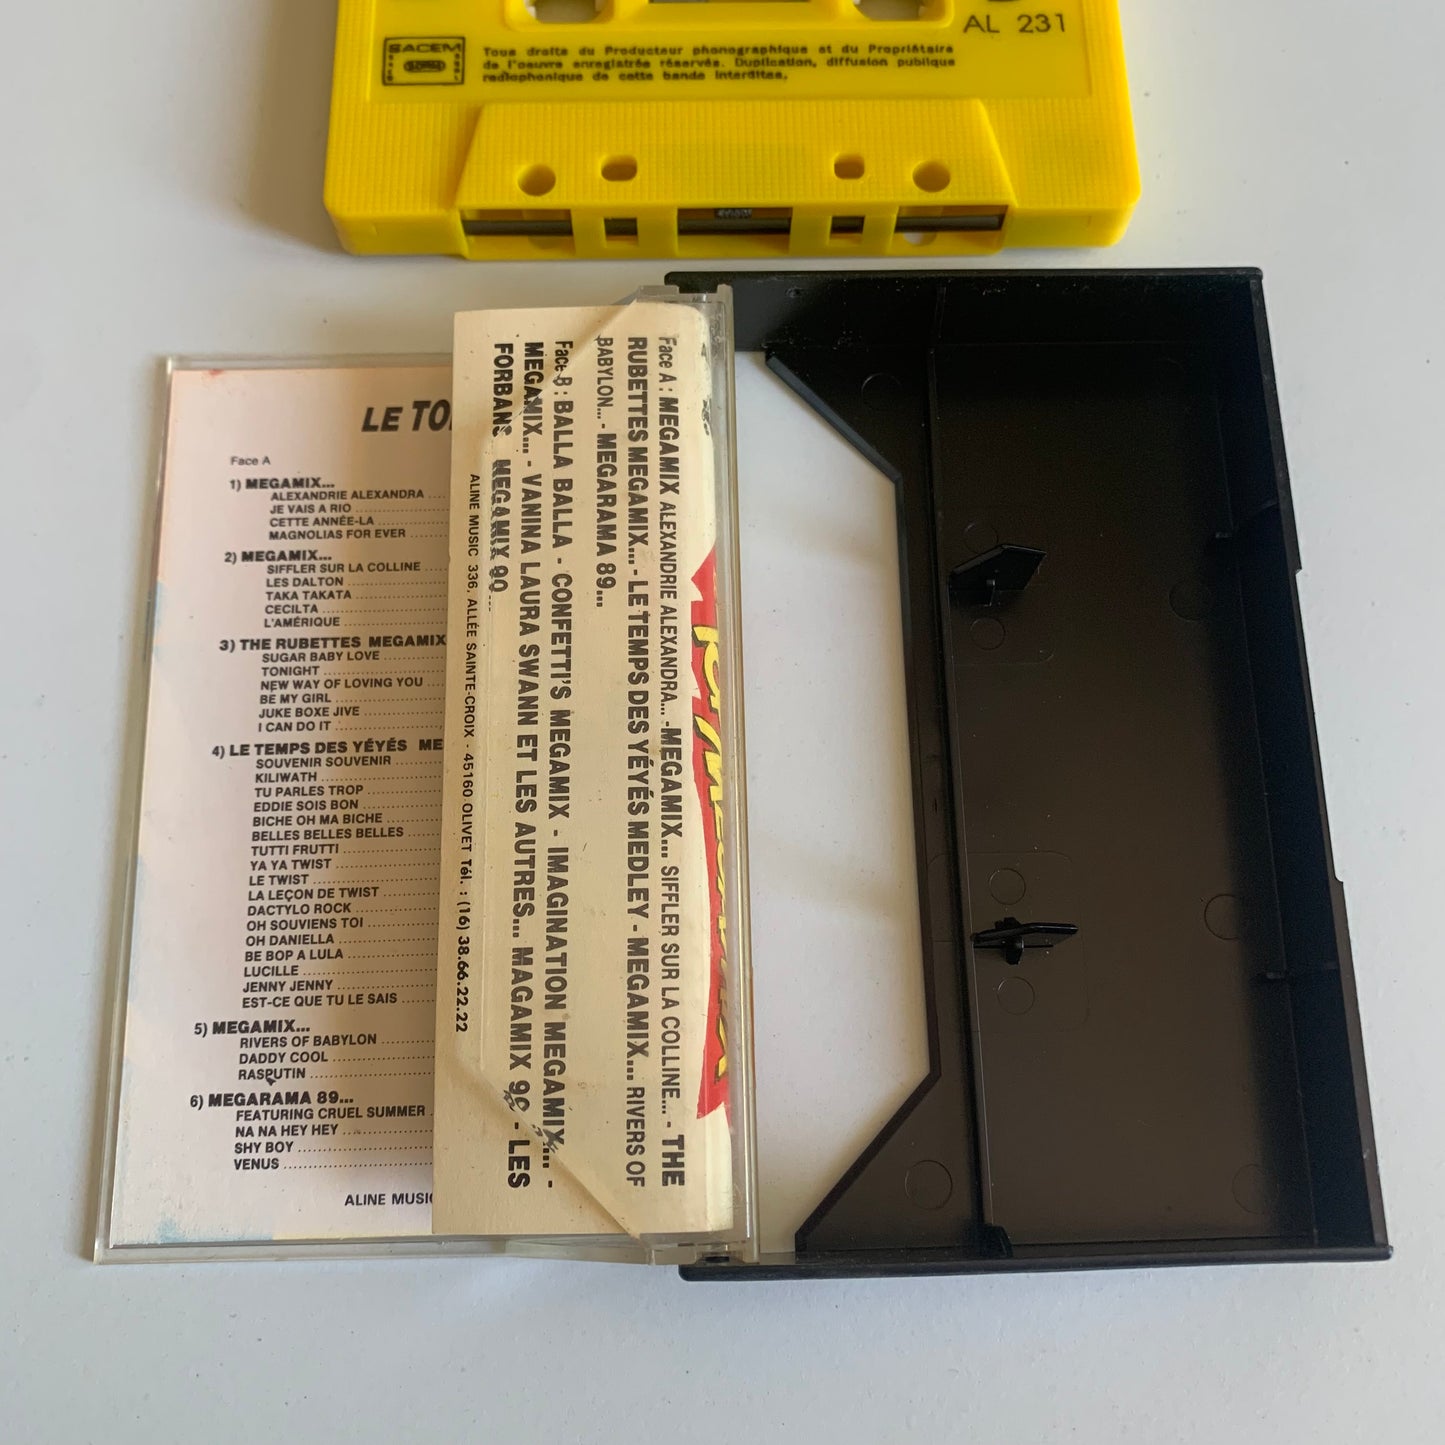 AL 231
SACEM
Tous droits du Producteur phonographique et du Propriétaire
de l'oeuvre enregistrée réservés. Duplication, diffusion publique
radiophonique de cette bande interdites.
LE TO
Face A
1) MEGAMIX...
ALEXANDRIE ALEXANDRA
JE VAIS A RIO
CETTE ANNÉE-LA
MAGNOLIAS FOR EVER
2) MEGAMIX...
SIFFLER SUR LA COLLINE
LES DALTON
TAKA TAKATA
CECILTA
L'AMÉRIQUE
3) THE RUBETTES MEGAMIX
SUGAR BABY LOVE
TONIGHT
NEW WAY OF LOVING YOU
BE MY GIRL
JUKE BOXE JIVE
I CAN DO IT
4) LE TEMPS DES YÉYÉS ME
SOUVENIR SOUVENIR
KILIWATH
TU PARLES TROP
EDDIE SOIS BON
BICHE OH MA BICHE
BELLES BELLES BELLES
TUTTI FRUTTI
YA YA TWIST
LE TWIST
LA LEÇON DE TWIST
DACTYLO ROCK
OH SOUVIENS TOI
OH DANIELLA
BE BOP A LULA
LUCILLE
JENNY JENNY
EST-CE QUE TU LE SAIS
5) MEGAMIX...
RIVERS OF BABYLON
DADDY COOL
RASPUTIN
6) MEGARAMA 89...
FEATURING CRUEL SUMMER
NA NA HEY HEY
SHY BOY
VENUS
ALINE MUSIC
Face A : MEGAMIX ALEXANDRIE ALEXANDRA... -MEGAMIX... SIFFLER SUR LA COLLINE... - THE
RUBETTES MEGAMIX... - LE TEMPS DES YÉYÉS MEDLEY - MEGAMIX... RIVERS OF
BABYLON... - MEGARAMA 89...
Face B : BALLA BALLA - CONFETTI'S MEGAMIX - IMAGINATION MEGAMIX... -
MEGAMIX... - VANINA LAURA SWANN ET LES AUTRES... MAGAMIX 90 - LES
FORBANS MEGAMIX 90...
ALINE MUSIC 336, ALLÉE SAINTE-CROIX - 45160 OLIVET Tél. : (16) 38.66.22.22